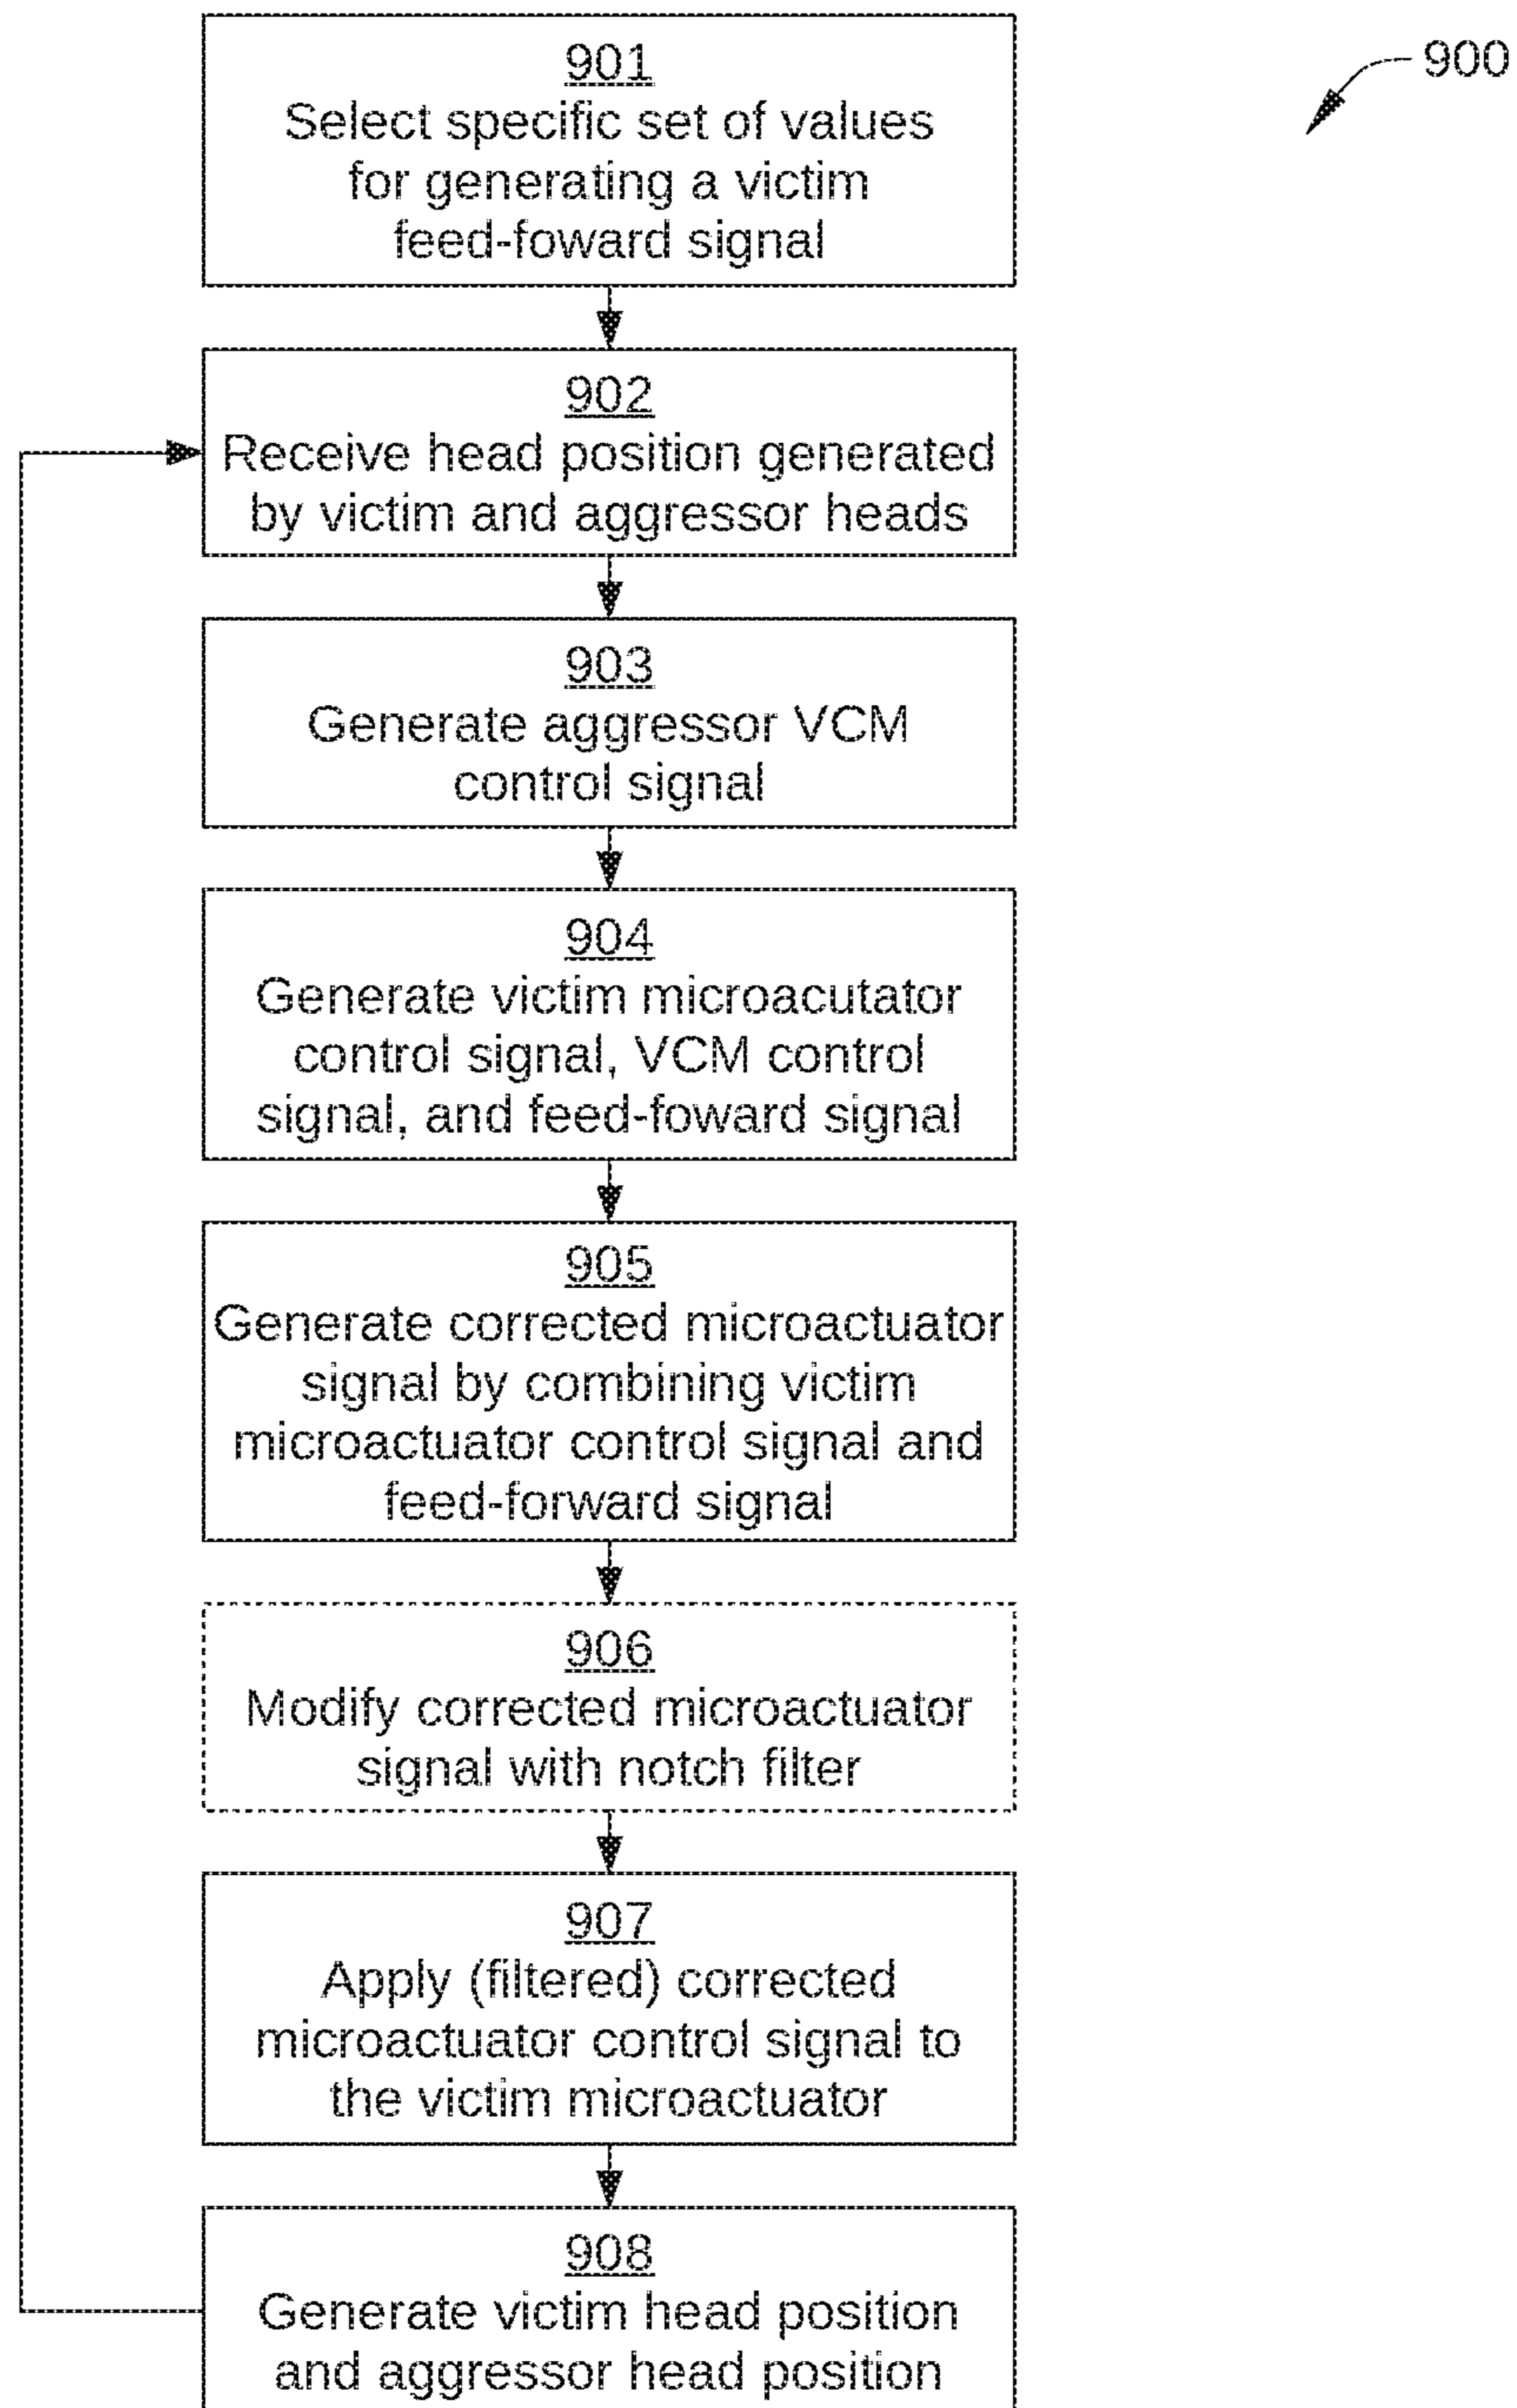 900
901
Select specific set of values
for generating a victim
feed-foward signal
902
Receive head position generated
by victim and aggressor heads
903
Generate aggressor VCM
control signal
904
Generate victim microacutator
control signal, VCM control
signal, and feed-foward signal
905
Generate corrected microactuator
signal by combining victim
microactuator control signal and
feed-forward signal
906
Modify corrected microactuator
signal with notch filter
907
Apply (filtered) corrected
microactuator control signal to
the victim microactuator
908
Generate victim head position
and aggressor head position